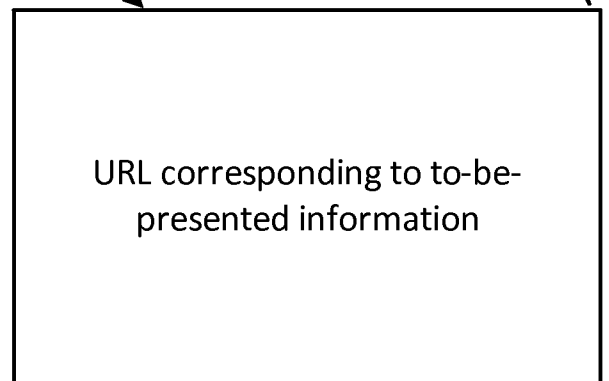 URL corresponding to to-be-
presented information